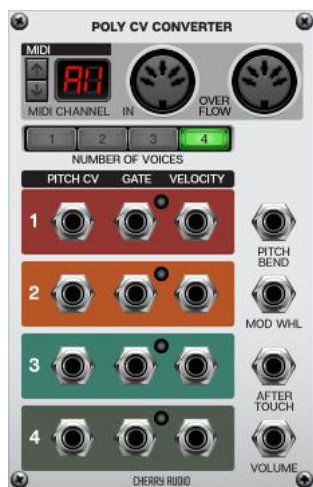 POLY CV CONVERTER
MIDI
MIDI CHANNEL IN OVER FLOW
1 2 3 4
NUMBER OF VOICES
PITCH CV GATE VELOCITY
1
PITCH BEND
2
MOD WHL
3
AFTER TOUCH
4
VOLUME
CHERRY AUDIO